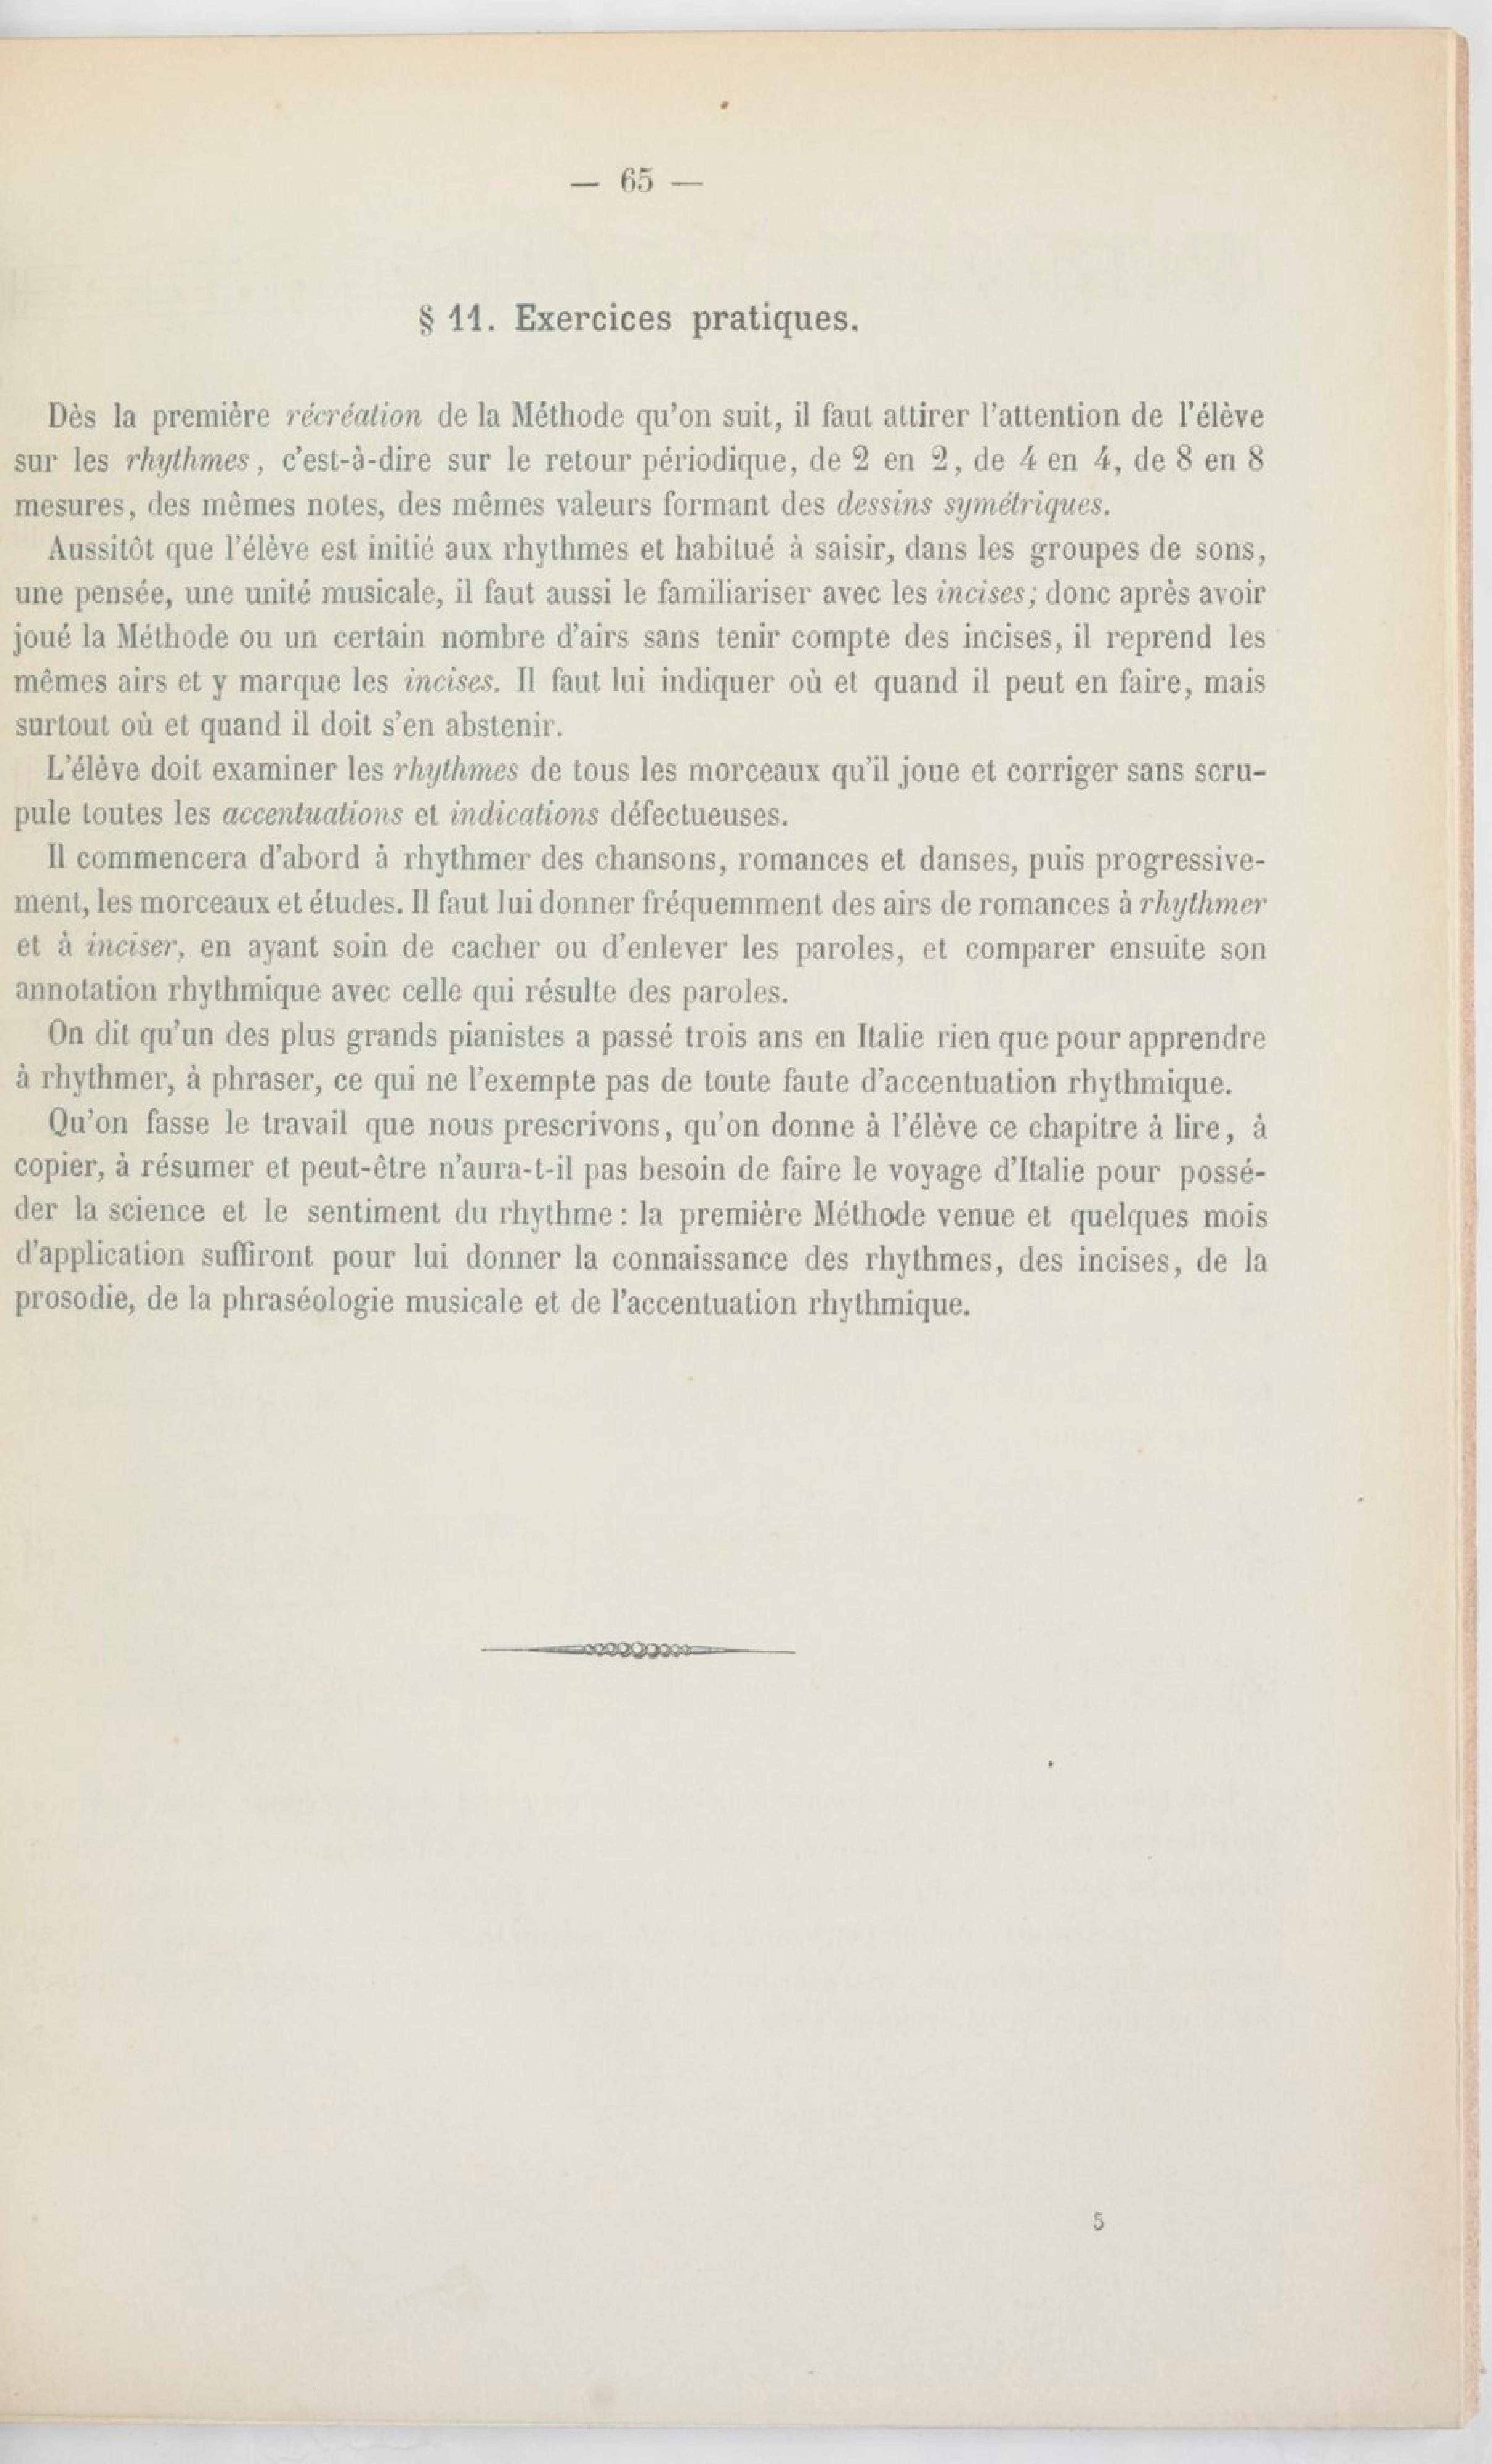 — 65 —
§ 11. Exercices pratiques.
Dès la première récréation de la Méthode qu'on suit, il faut attirer l'attention de l'élève
sur les rhythmes, c'est-à-dire sur le retour périodique, de 2 en 2, de 4 en 4, de 8 en 8
mesures, des mêmes notes, des mêmes valeurs formant des dessins symétriques.
Aussitôt que l'élève est initié aux rhythmes et habitué à saisir, dans les groupes de sons,
une pensée, une unité musicale, il faut aussi le familiariser avec les incises; donc après avoir
joué la Méthode ou un certain nombre d'airs sans tenir compte des incises, il reprend les
mêmes airs et y marque les incises. Il faut lui indiquer où et quand il peut en faire, mais
surtout où et quand il doit s'en abstenir.
L'élève doit examiner les rhythmes de tous les morceaux qu'il joue et corriger sans scru-
pule toutes les accentuations et indications défectueuses.
Il commencera d'abord à rhythmer des chansons, romances et danses, puis progressive-
ment, les morceaux et études. Il faut lui donner fréquemment des airs de romances à rhythmer
et à inciser, en ayant soin de cacher ou d'enlever les paroles, et comparer ensuite son
annotation rhythmique avec celle qui résulte des paroles.
On dit qu'un des plus grands pianistes a passé trois ans en Italie rien que pour apprendre
à rhythmer, à phraser, ce qui ne l'exempte pas de toute faute d'accentuation rhythmique.
Qu'on fasse le travail que nous prescrivons, qu'on donne à l'élève ce chapitre à lire, à
copier, à résumer et peut-être n'aura-t-il pas besoin de faire le voyage d'Italie pour possé-
der la science et le sentiment du rhythme : la première Méthode venue et quelques mois
d'application suffiront pour lui donner la connaissance des rhythmes, des incises, de la
prosodie, de la phraséologie musicale et de l'accentuation rhythmique.
5